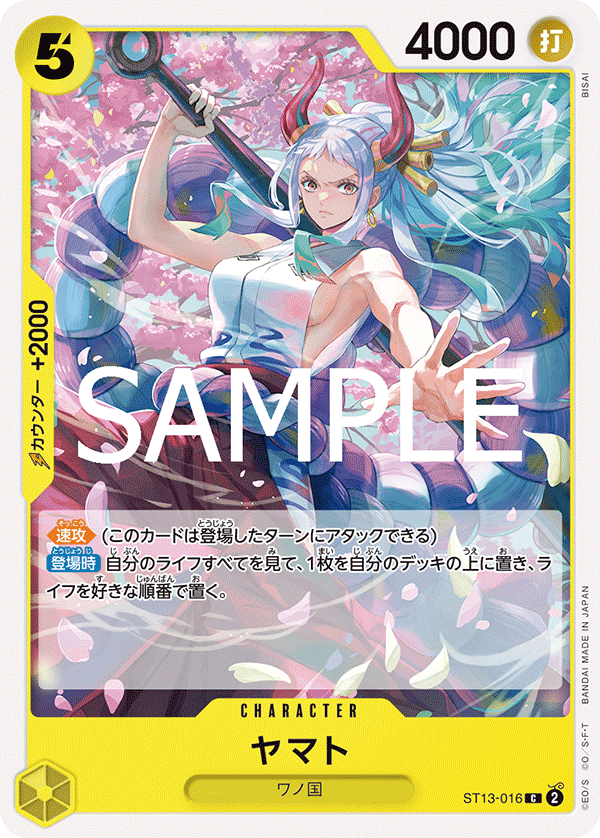 5
4000
打
BISAI
カウンター +2000
SAMPLE
速攻 (このカードは登場したターンにアタックできる)
登場時 自分のライフすべてを見て、1枚を自分のデッキの上に置き、ラ
イフを好きな順番で置く。
CHARACTER
ヤマト
ワノ国
ST13-016 C 2
©E.O/S ©O/S・F・T BANDAI MADE IN JAPAN